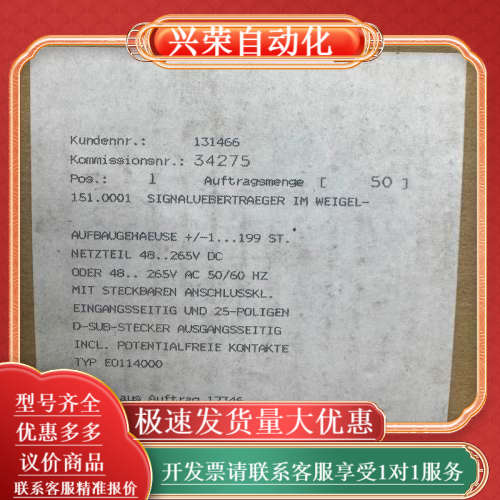 兴荣自动化
Kundennr.: 131466
Kommissionsnr.: 34275
Pos.: 1 Auftragsmenge [ 50 ]
151.0001 SIGNALUEBERTRAEGER IM WEIGEL-
AUFBAUGEHAEUSE +/-1...199 ST.
NETZTEIL 48..265V DC
ODER 48.. 265V AC 50/60 HZ
MIT STECKBAREN ANSCHLUSSKL.
EINGANGSSEITIG UND 25-POLIGEN
D-SUB-STECKER AUSGANGSSEITIG
INCL. POTENTIALFREIE KONTAKTE
TYP E0114000
aus Auftrag 17746
型号齐全
优惠多多
议价商品
联系客服精准报价
极速发货量大优惠
开发票请联系客服享受1对1服务